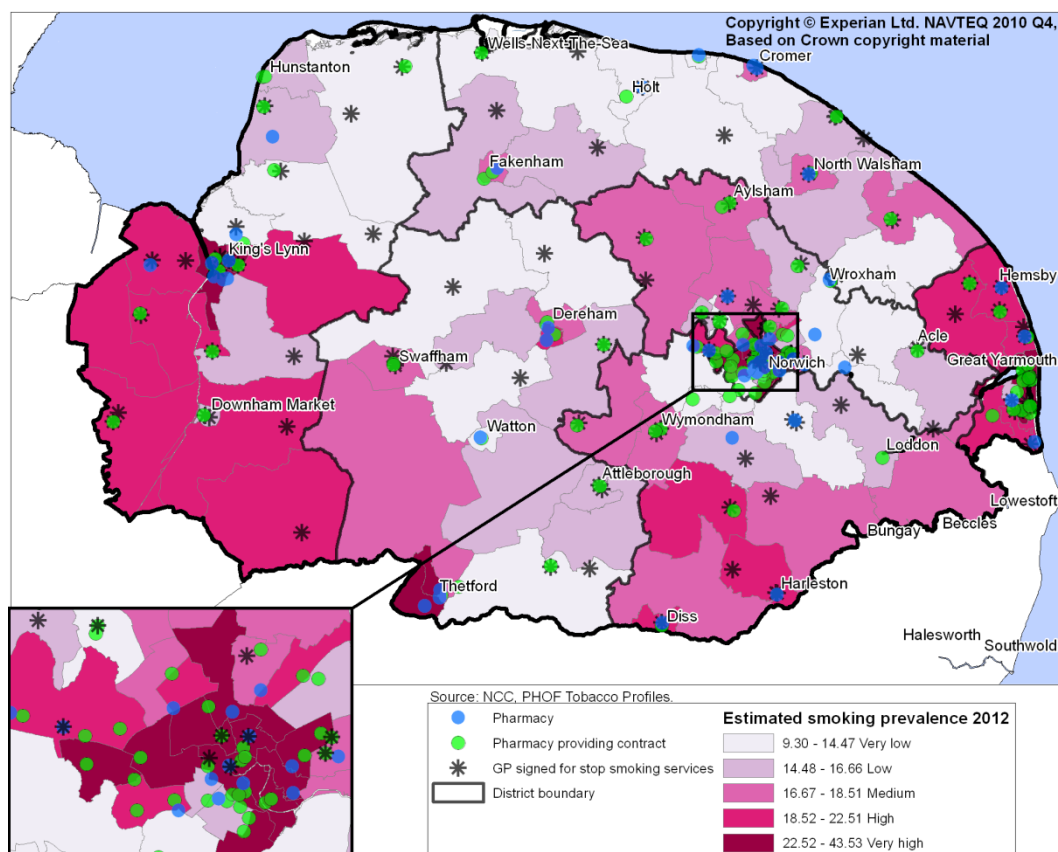 Copyright © Experian Ltd. NAVTEQ 2010 Q4,
Based on Crown copyright material
Wells-Next-The-Sea
Cromer
Hunstanton
Holt
Fakenham
North Walsham
Aylsham
King's Lynn
Wroxham
Hemsby
Dereham
Acle
Swaffham
Norwich
Great Yarmouth
Downham Market
Watton
Wymondham
Loddon
Attleborough
Lowestoft
Beccles
Bungay
Thetford
Harleston
Diss
Halesworth
Southwold
Source: NCC, PHOF Tobacco Profiles.
Pharmacy
Pharmacy providing contract
GP signed for stop smoking services
District boundary
Estimated smoking prevalence 2012
9.30 - 14.47 Very low
14.48 - 16.66 Low
16.67 - 18.51 Medium
18.52 - 22.51 High
22.52 - 43.53 Very high